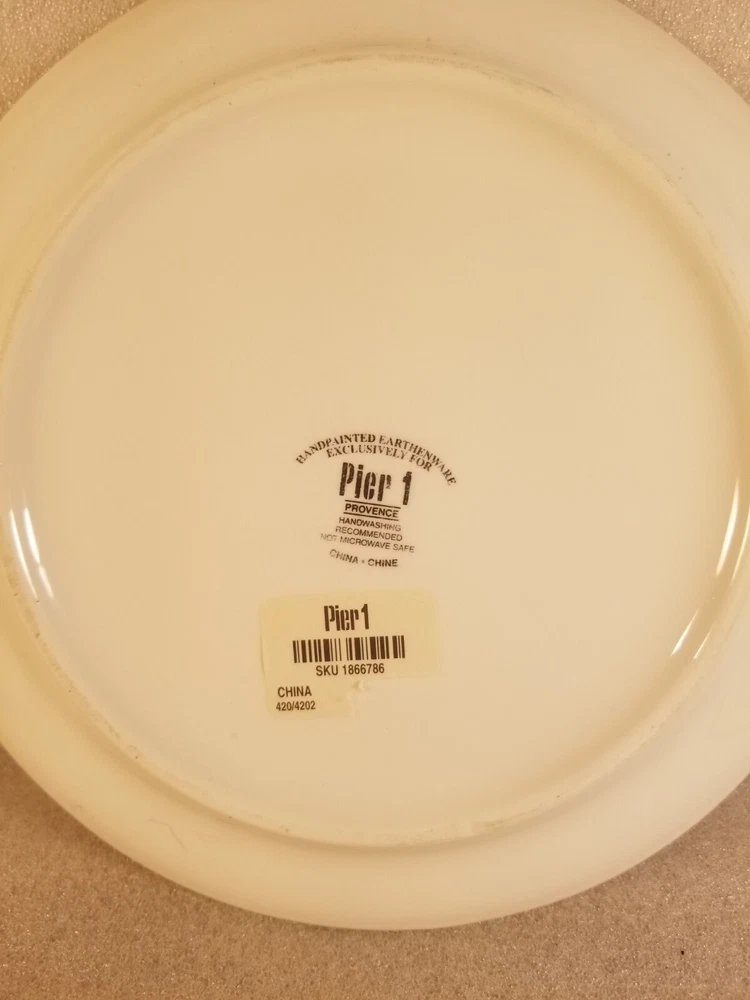 HANDPAINTED EARTHENWARE
EXCLUSIVELY FOR
Pier 1
PROVENCE
HANDWASHING
RECOMMENDED
NOT MICROWAVE SAFE
CHINA • CHINE
Pier 1
SKU 1866786
CHINA
420/4202